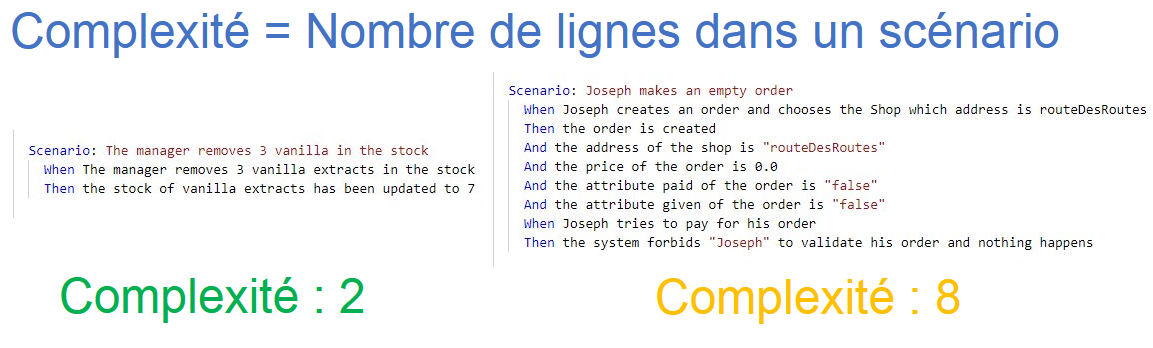 Complexité = Nombre de lignes dans un scénario
Scenario: The manager removes 3 vanilla in the stock
When The manager removes 3 vanilla extracts in the stock
Then the stock of vanilla extracts has been updated to 7
Complexité : 2
Scenario: Joseph makes an empty order
When Joseph creates an order and chooses the Shop which address is routeDesRoutes
Then the order is created
And the address of the shop is "routeDesRoutes"
And the price of the order is 0.0
And the attribute paid of the order is "false"
And the attribute given of the order is "false"
When Joseph tries to pay for his order
Then the system forbids "Joseph" to validate his order and nothing happens
Complexité : 8